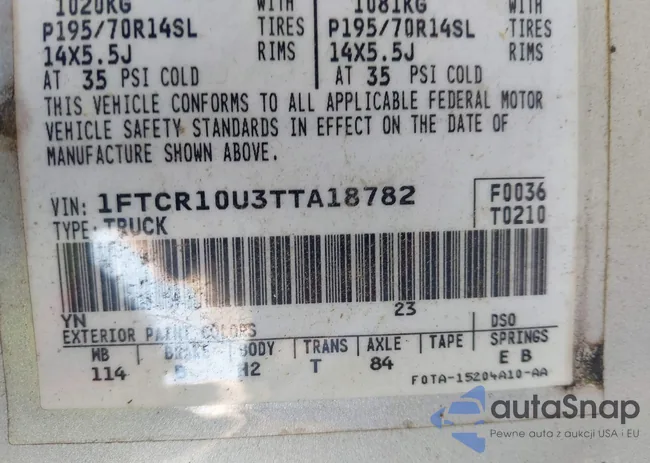 1020KG WITH 1081KG WITH
P195/70R14SL TIRES P195/70R14SL TIRES
14X5.5J RIMS 14X5.5J RIMS
AT 35 PSI COLD AT 35 PSI COLD
THIS VEHICLE CONFORMS TO ALL APPLICABLE FEDERAL MOTOR
VEHICLE SAFETY STANDARDS IN EFFECT ON THE DATE OF
MANUFACTURE SHOWN ABOVE.
VIN: 1FTCR10U3TTA18782 F0036
TYPE: TRUCK T0210
YN 23
EXTERIOR PAINT COLORS DSO
WB BRAKE BODY TRANS AXLE TAPE SPRINGS
114 H2 T 84 E B
F0TA-15204A10-AA
autaSnap
Pewne auta z aukcji USA i EU